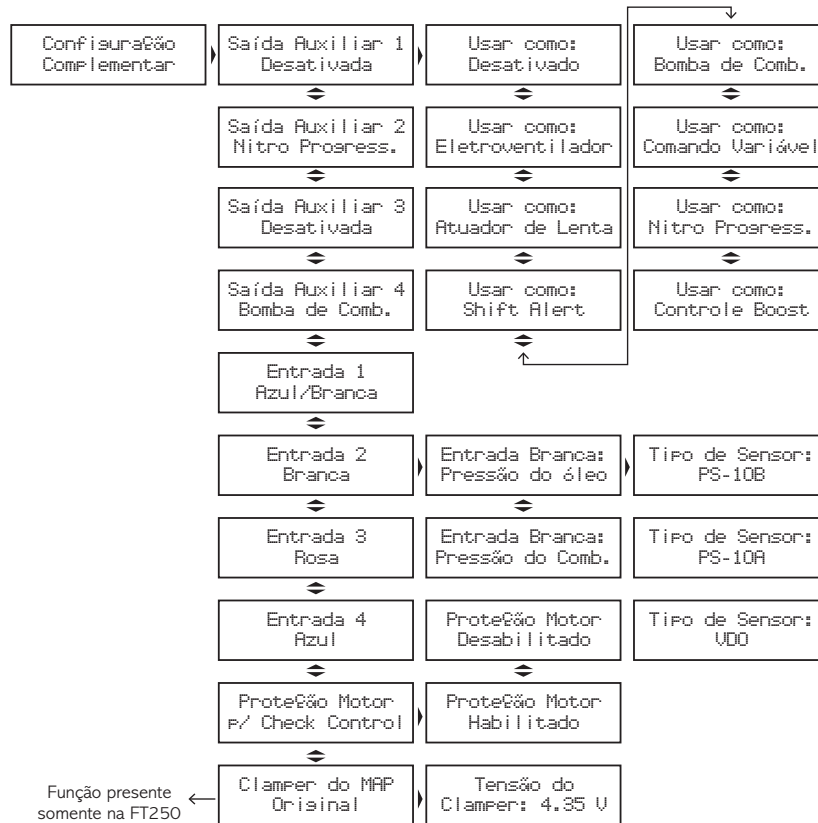 Configuração
Complementar
Saída Auxiliar 1
Desativada
Usar como:
Desativado
Usar como:
Bomba de Comb.
Saída Auxiliar 2
Nitro Progress.
Usar como:
Eletroventilador
Usar como:
Comando Variável
Saída Auxiliar 3
Desativada
Usar como:
Atuador de Lenta
Usar como:
Nitro Progress.
Saída Auxiliar 4
Bomba de Comb.
Usar como:
Shift Alert
Usar como:
Controle Boost
Entrada 1
Azul/Branca
Entrada 2
Branca
Entrada Branca:
Pressão do óleo
Tipo de Sensor:
PS-10B
Entrada 3
Rosa
Entrada Branca:
Pressão do Comb.
Tipo de Sensor:
PS-10A
Entrada 4
Azul
Proteção Motor
Desabilitado
Tipo de Sensor:
VDO
Proteção Motor
p/ Check Control
Proteção Motor
Habilitado
Função presente
somente na FT250
Clamper do MAP
Original
Tensão do
Clamper: 4.35 V